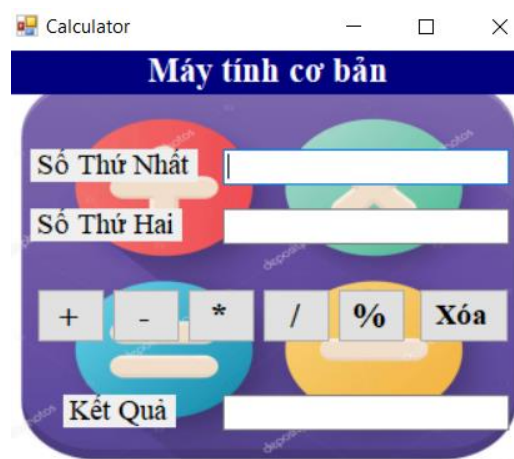 Calculator
Máy tính cơ bản
Số Thứ Nhất
Số Thứ Hai
+ - * / % Xóa
Kết Quả